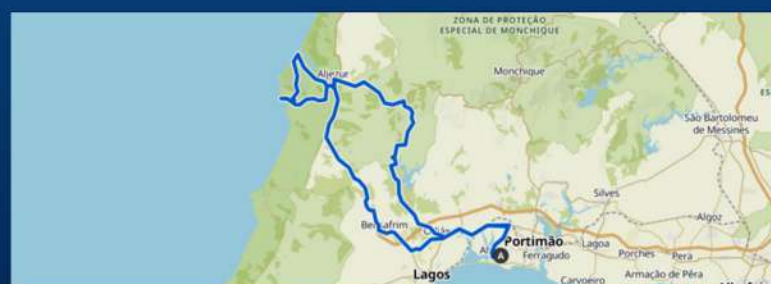 ZONA DE PROTEÇÃO
ESPECIAL DE MONCHIQUE
Aljezur
Monchique
São Bartolomeu
de Messines
Silves
Bensafrim
Algoz
Portimão
Lagoa
A
Ferragudo
Porches
Pera
Lagos
Armação de Pêra
Carvoeiro